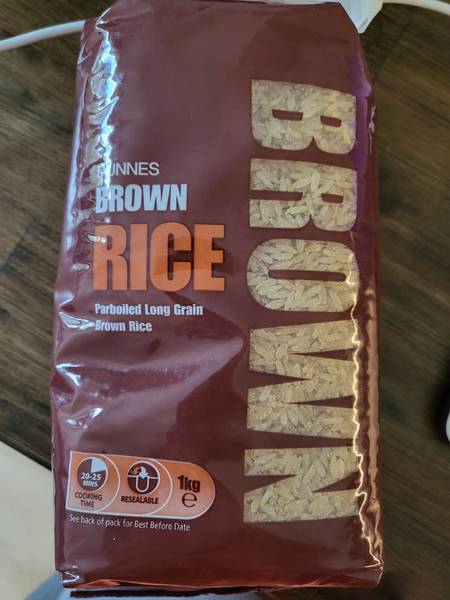 DUNNES
BROWN
RICE
Parboiled Long Grain
Brown Rice
BROWN
20-25
MINS
COOKING
TIME
RESEALABLE
1kg
e
See back of pack for Best Before Date